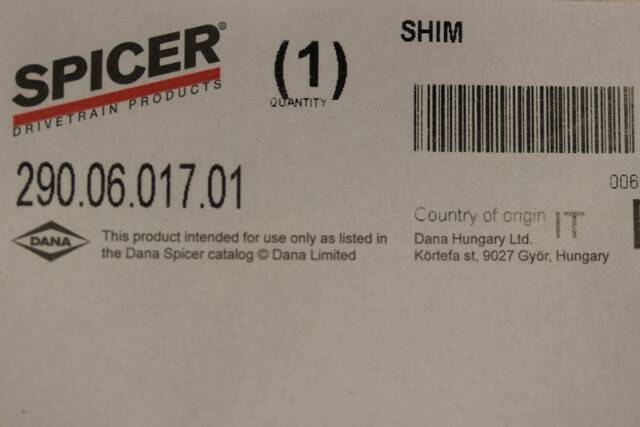 SPICER®
DRIVETRAIN PRODUCTS
(1)
QUANTITY
SHIM
290.06.017.01
006
DANA
This product intended for use only as listed in
the Dana Spicer catalog © Dana Limited
Country of origin IT
Dana Hungary Ltd.
Körtefa st, 9027 Győr, Hungary